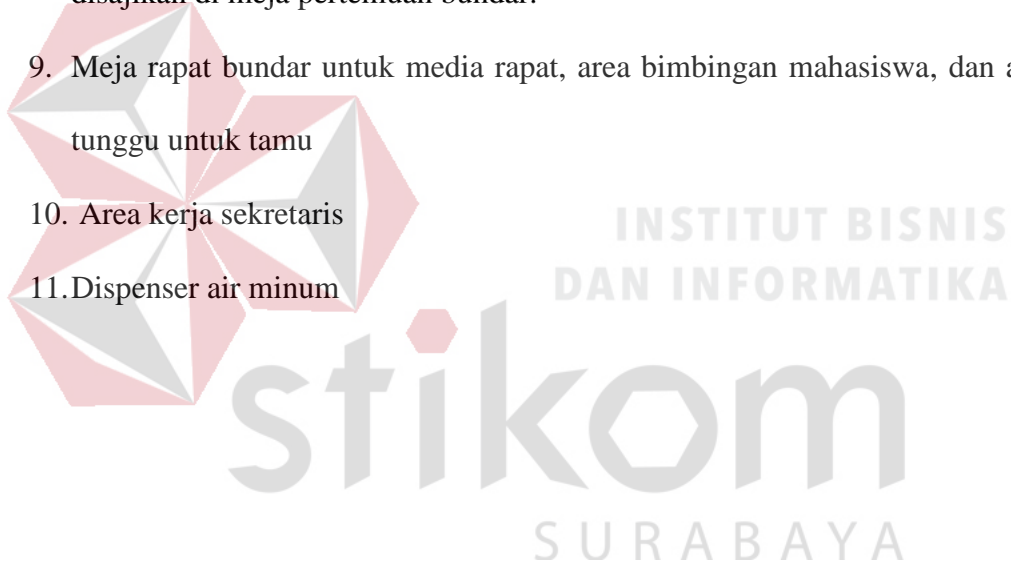 disajikan di meja pertemuan bundar.
9. Meja rapat bundar untuk media rapat, area bimbingan mahasiswa, dan
tunggu untuk tamu
10. Area kerja sekretaris
11.Dispenser air minum
INSTITUT BISNIS
DAN INFORMATIKA
stikom
SURABAYA